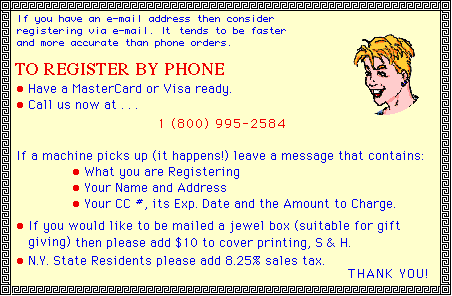 If you have an e-mail address then consider
registering via e-mail. It tends to be faster
and more accurate than phone orders.
TO REGISTER BY PHONE
• Have a MasterCard or Visa ready.
• Call us now at . . .
1 (800) 995-2584
If a machine picks up (it happens!) leave a message that contains:
• What you are Registering
• Your Name and Address
• Your CC #, its Exp. Date and the Amount to Charge.
• If you would like to be mailed a jewel box (suitable for gift
giving) then please add $10 to cover printing, S & H.
• N.Y. State Residents please add 8.25% sales tax.
THANK YOU!